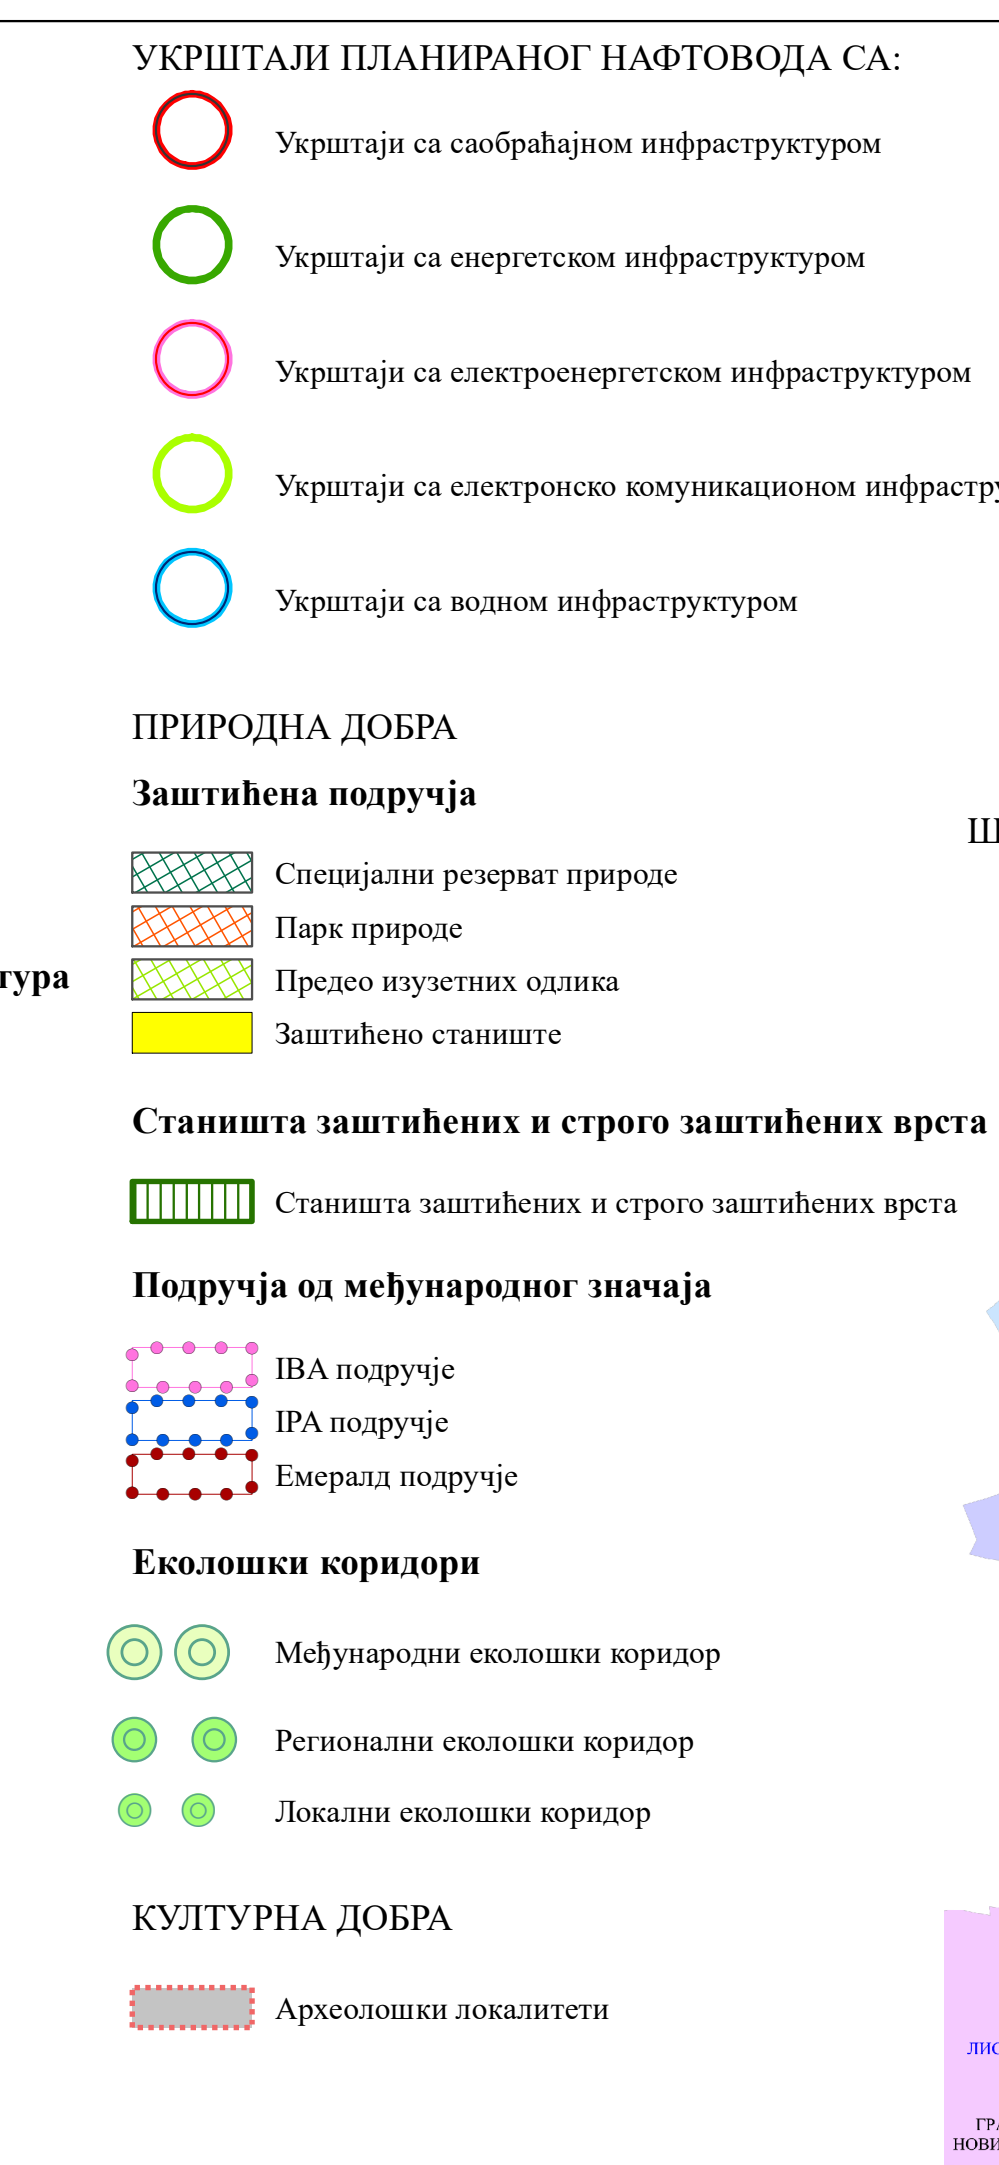 УКРШТАЈИ ПЛАНИРАНОГ НАФТОВОДА СА:
Укрштаји са саобраћајном инфраструктуром
Укрштаји са енергетском инфраструктуром
Укрштаји са електроенергетском инфраструктуром
Укрштаји са електронско комуникационом
Укрштаји са водном инфраструктуром
ПРИРОДНА ДОБРА
Заштићена подручја
Специјални резерват природе
Парк природе
Предео изузетних одлика
Заштићено станиште
Станишта заштићених и строго заштићених врста
Станишта заштићених и строго заштићених врста
Подручја од међународног значаја
IBA подручје
IPA подручје
Емералд подручје
Еколошки коридори
Међународни еколошки коридор
Регионални еколошки коридор
Локални еколошки коридор
КУЛТУРНА ДОБРА
Археолошки локалитети